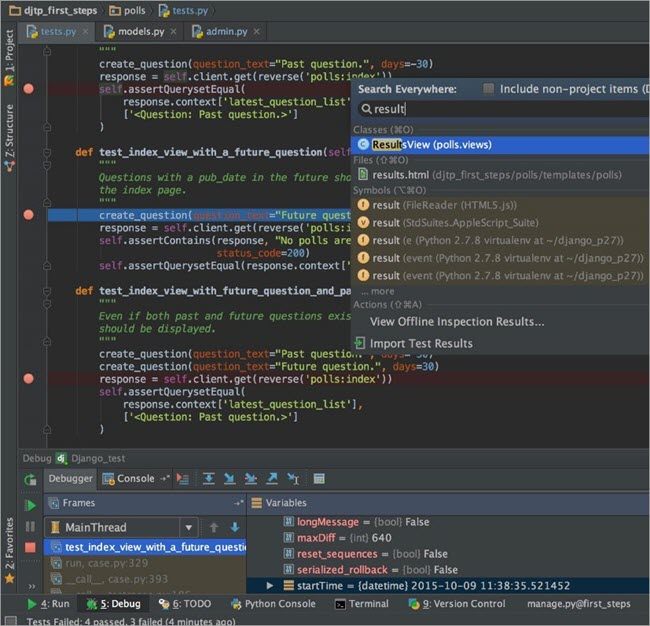 djtp_first_steps polls tests.py
tests.py × models.py × admin.py ×
1: Project
Z: Structure
2: Favorites
"""
create_question(question_text="Past question.", days=-30)
response = self.client.get(reverse('polls:index'))
self.assertQuerysetEqual(
response.context['latest_question_list'
['<Question: Past question.>']
)
def test_index_view_with_a_future_question(self
"""
Questions with a pub_date in the future sho
the index page.
"""
create_question(question_text="Future quest
response = self.client.get(reverse('polls:i
self.assertContains(response, "No polls are
status_code=200)
self.assertQuerysetEqual(response.context['
def test_index_view_with_future_question_and_pa
"""
Even if both past and future questions exis
should be displayed.
"""
create_question(question_text="Past question.", days=-30)
create_question(question_text="Future question.", days=30)
response = self.client.get(reverse('polls:index'))
self.assertQuerysetEqual(
response.context['latest_question_list'],
['<Question: Past question.>']
)
Search Everywhere: Include non-project items (D
result
Classes (⌘O)
ResultsView (polls.views)
Files (⇧⌘O)
results.html (djtp_first_steps/polls/templates/polls)
Symbols (⌥⌘O)
result (FileReader (HTML5.js))
result (StdSuites.AppleScript_Suite)
result (e (Python 2.7.8 virtualenv at ~/django_p27))
result (event (Python 2.7.8 virtualenv at ~/django_p27))
result (event (Python 2.7.8 virtualenv at ~/django_p27))
... more
Actions (⇧⌘A)
View Offline Inspection Results...
Import Test Results
Debug dj Django_test
Debugger Console
Frames
MainThread
test_index_view_with_a_future_questio
run, case.py:329
__call__, case.py:393
Variables
longMessage = {bool} False
maxDiff = {int} 640
reset_sequences = {bool} False
serialized_rollback = {bool} False
startTime = {datetime} 2015-10-09 11:38:35.521452
4: Run 5: Debug 6: TODO Python Console Terminal 9: Version Control manage.py@first_steps
Tests Failed: 4 passed, 3 failed (4 minutes ago)